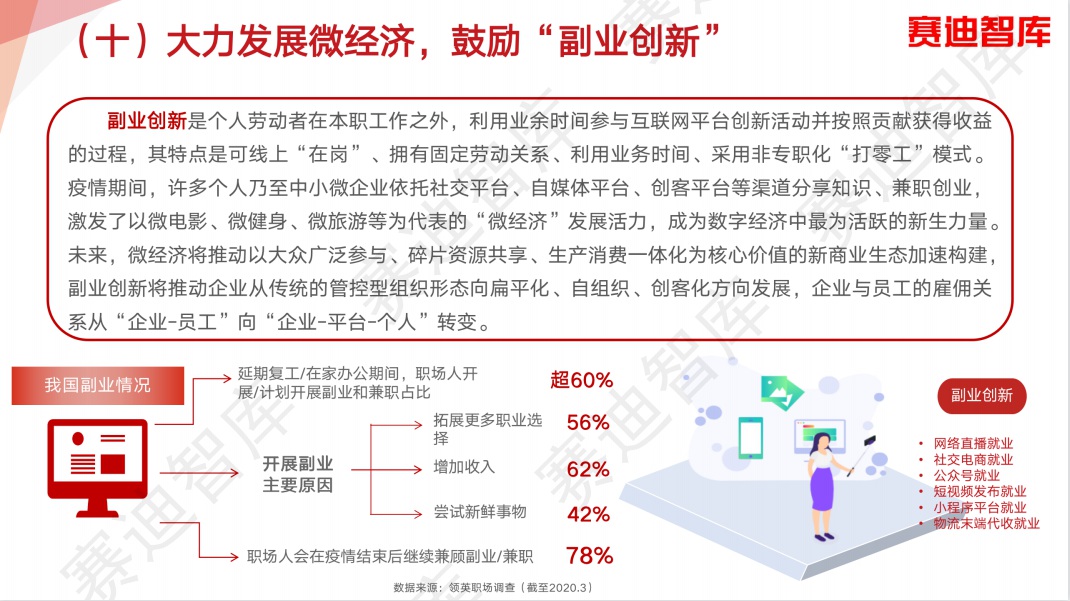 （十）大力发展微经济，鼓励“副业创新”
赛迪智库
副业创新是个人劳动者在本职工作之外，利用业余时间参与互联网平台创新活动并按照贡献获得收益
的过程，其特点是可线上“在岗”、拥有固定劳动关系、利用业务时间、采用非专职化“打零工”模式。
疫情期间，许多个人乃至中小微企业依托社交平台、自媒体平台、创客平台等渠道分享知识、兼职创业，
激发了以微电影、微健身、微旅游等为代表的“微经济”发展活力，成为数字经济中最为活跃的新生力量。
未来，微经济将推动以大众广泛参与、碎片资源共享、生产消费一体化为核心价值的新商业生态加速构建，
副业创新将推动企业从传统的管控型组织形态向扁平化、自组织、创客化方向发展，企业与员工的雇佣关
系从“企业-员工”向“企业-平台-个人”转变。
我国副业情况
延期复工/在家办公期间，职场人开
展/计划开展副业和兼职占比
超60%
开展副业
主要原因
拓展更多职业选
择
56%
增加收入
62%
尝试新鲜事物
42%
职场人会在疫情结束后继续兼顾副业/兼职
78%
副业创新
• 网络直播就业
• 社交电商就业
• 公众号就业
• 短视频发布就业
• 小程序平台就业
• 物流末端代收就业
数据来源：领英职场调查（截至2020.3）
赛迪智库
赛迪智库
赛迪智库
赛迪智库